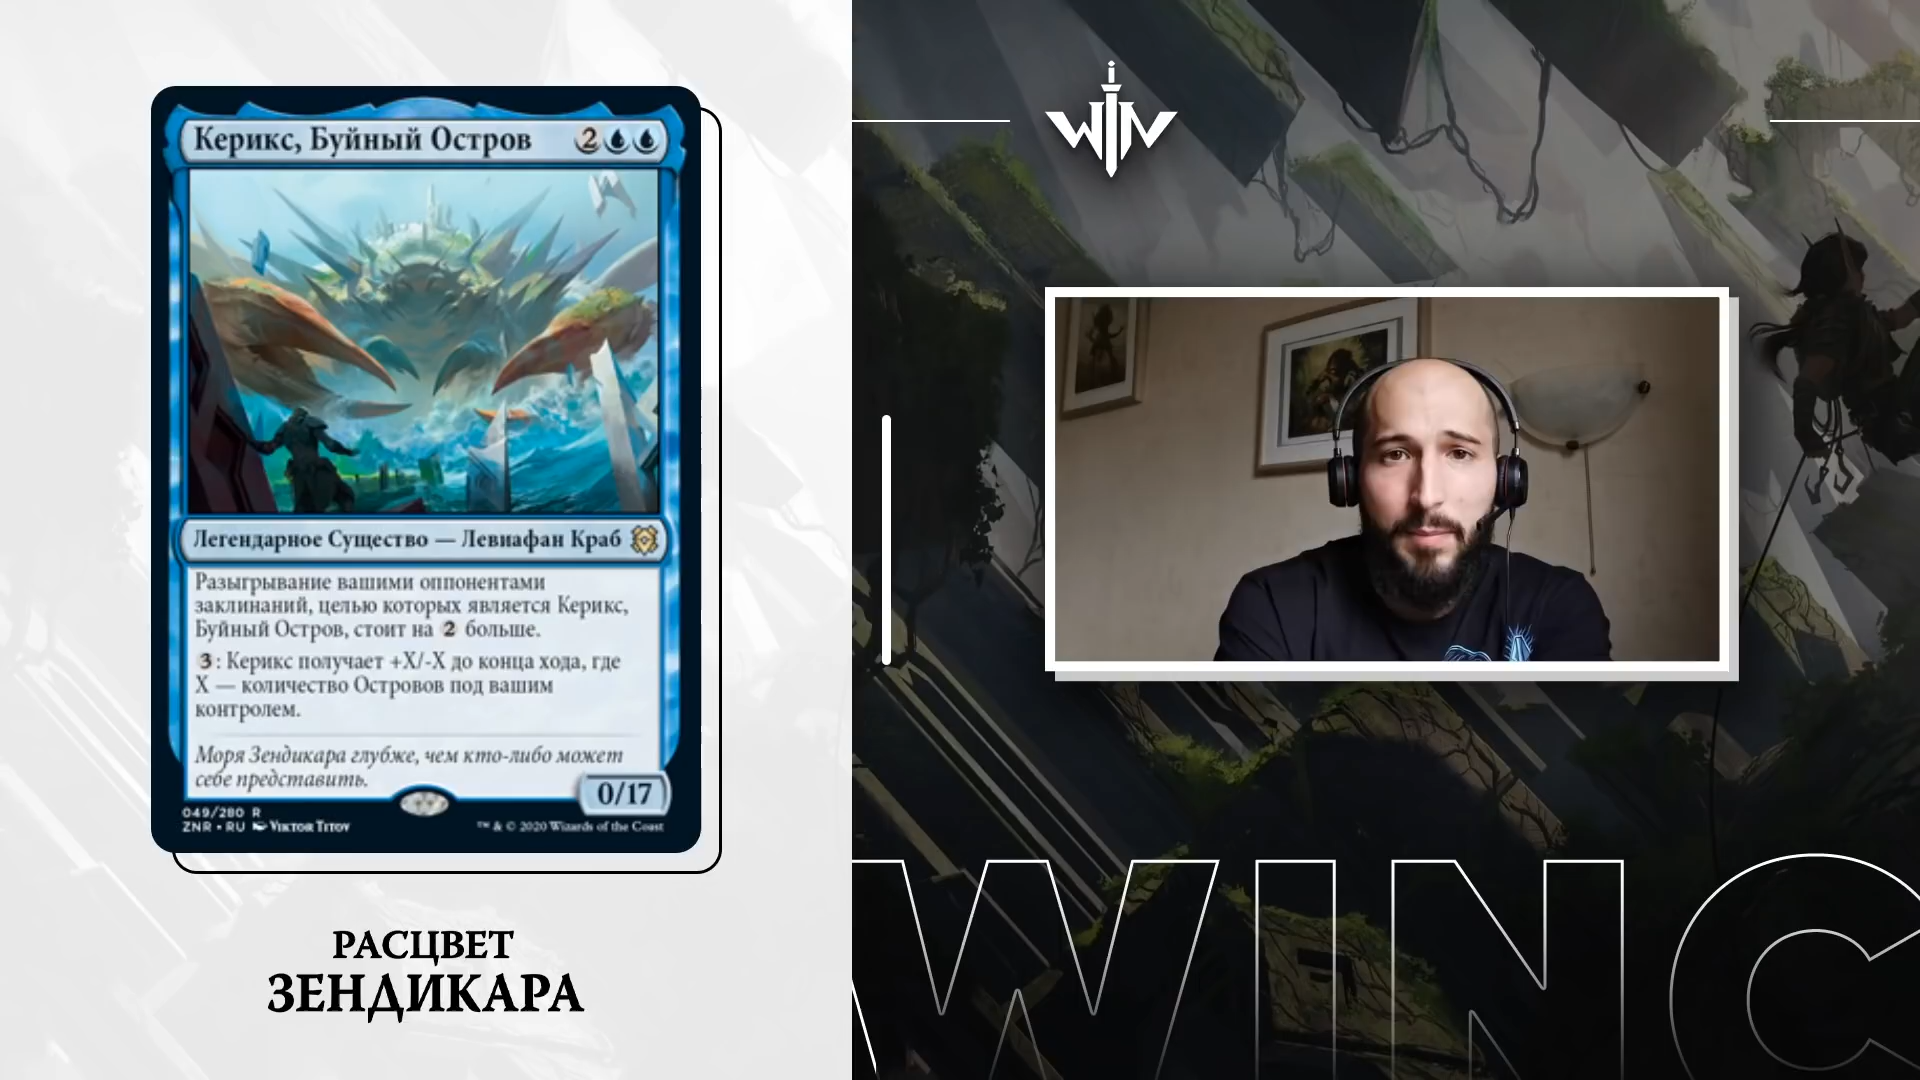 Керикс, Буйный Остров 2
Легендарное Существо — Левиафан Краб
Разыгрывание вашими оппонентами
заклинаний, целью которых является Керикс,
Буйный Остров, стоит на 2 больше.
3: Керикс получает +X/-X до конца хода, где
X — количество Островов под вашим
контролем.
Моря Зендикара глубже, чем кто-либо может
себе представить.
0/17
049/280 R
ZNR • RU VIKTOR TITOV
™ & © 2020 Wizards of the Coast
РАСЦВЕТ
ЗЕНДИКАРА
WIN
WINC